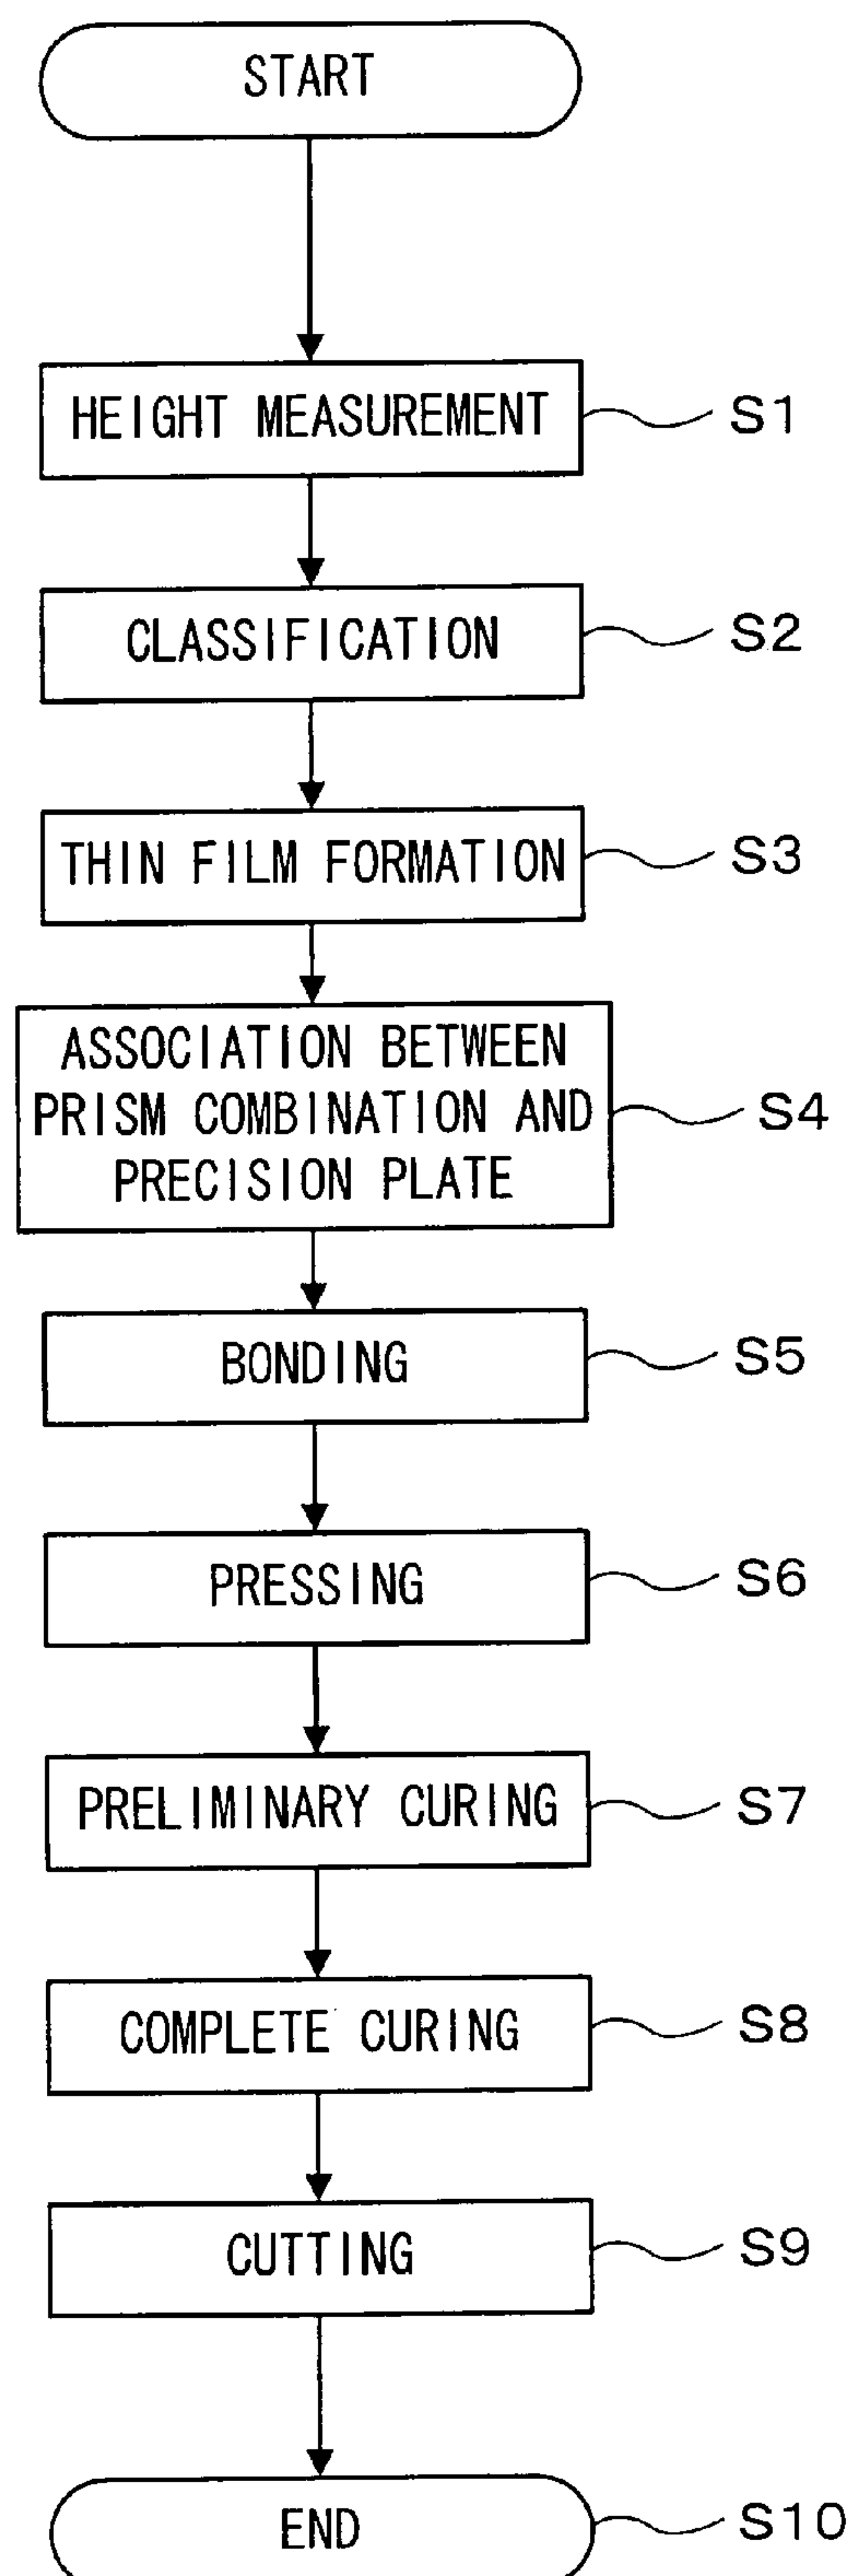 START
HEIGHT MEASUREMENT S1
CLASSIFICATION S2
THIN FILM FORMATION S3
ASSOCIATION BETWEEN
PRISM COMBINATION AND S4
PRECISION PLATE
BONDING S5
PRESSING S6
PRELIMINARY CURING S7
COMPLETE CURING S8
CUTTING S9
END S10